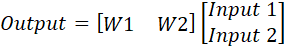 Output = [W1 W2] [Input 1
Input 2]